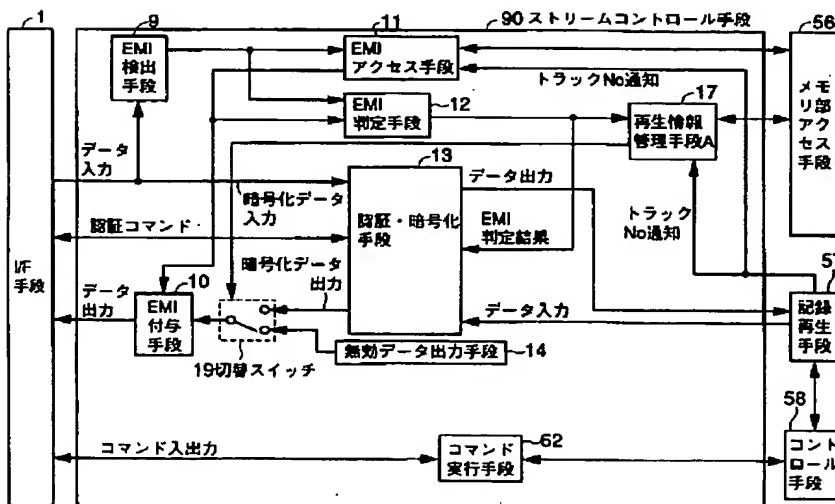 1
I/F
手段
90ストリームコントロール手段
9
EMI
検出
手段
11
EMI
アクセス手段
トラックNo通知
12
EMI
判定手段
17
再生情報
管理手段A
56
メモ
リ部
アク
セス
手段
データ
入力
暗号化データ
入力
13
認証・暗号化
手段
データ出力
EMI
判定結果
トラック
No通知
認証コマンド
暗号化データ
出力
データ
出力
10
EMI
付与
手段
データ入力
57
記録
再生
手段
19切替スイッチ
無効データ出力手段
14
コマンド入出力
コマンド
実行手段
62
58
コント
ロール
手段